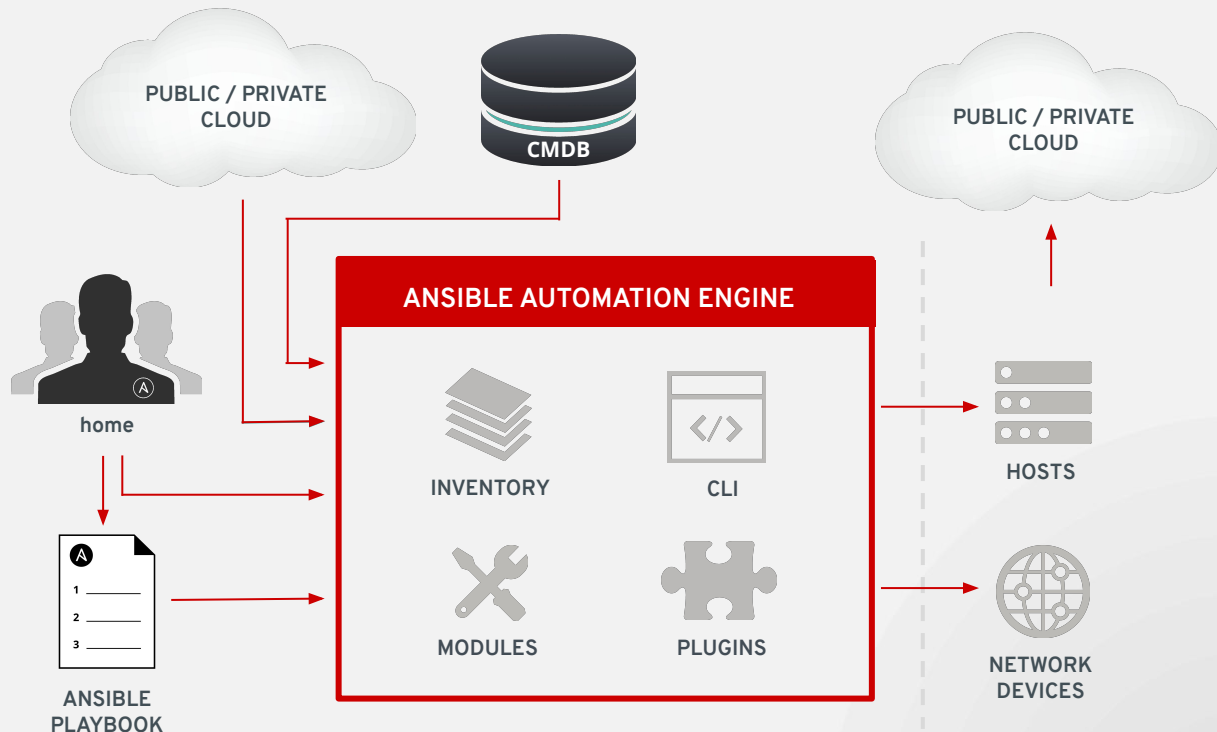 PUBLIC / PRIVATE
CLOUD
CMDB
PUBLIC / PRIVATE
CLOUD
ANSIBLE AUTOMATION ENGINE
home
INVENTORY
</>
CLI
HOSTS
A
A
1
2
3
MODULES
PLUGINS
NETWORK
DEVICES
ANSIBLE
PLAYBOOK